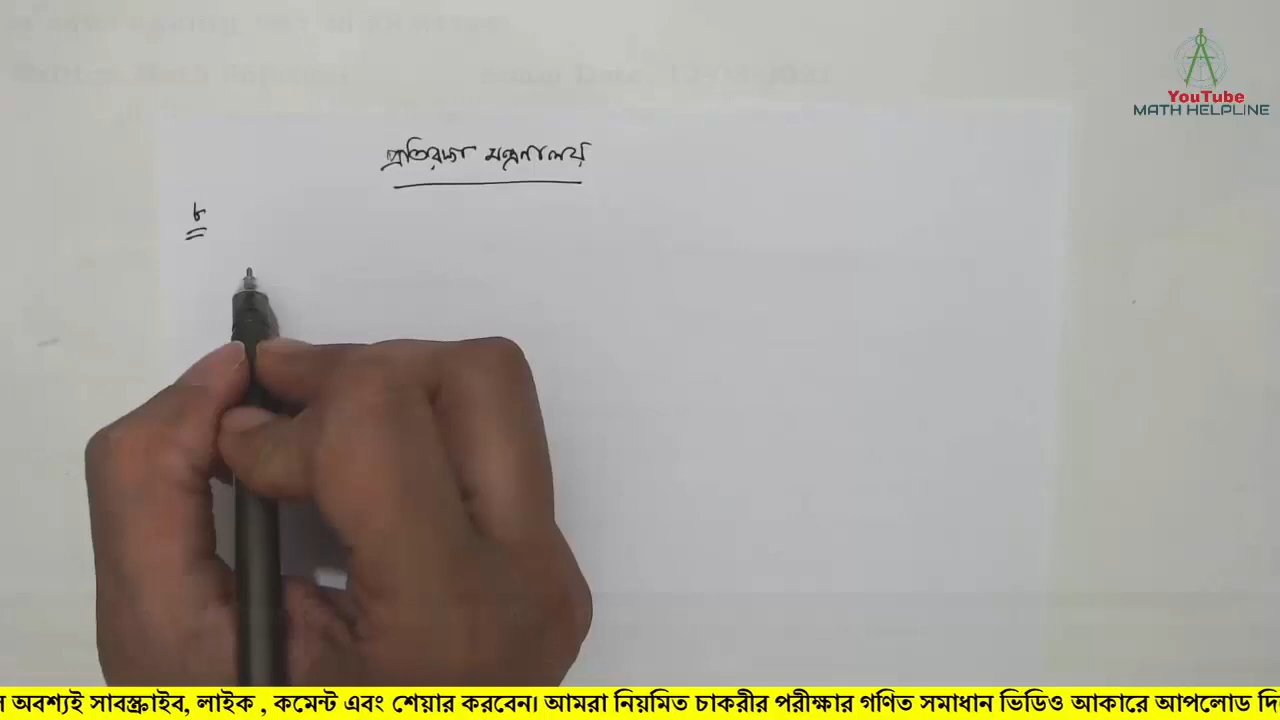 YouTube
MATH HELPLINE
প্রতিরক্ষা মন্ত্রণালয়
৮
অবশ্যই সাবস্ক্রাইব, লাইক , কমেন্ট এবং শেয়ার করবেন। আমরা নিয়মিত চাকরীর পরীক্ষার গণিত সমাধান ভিডিও আকারে আপলোড দি